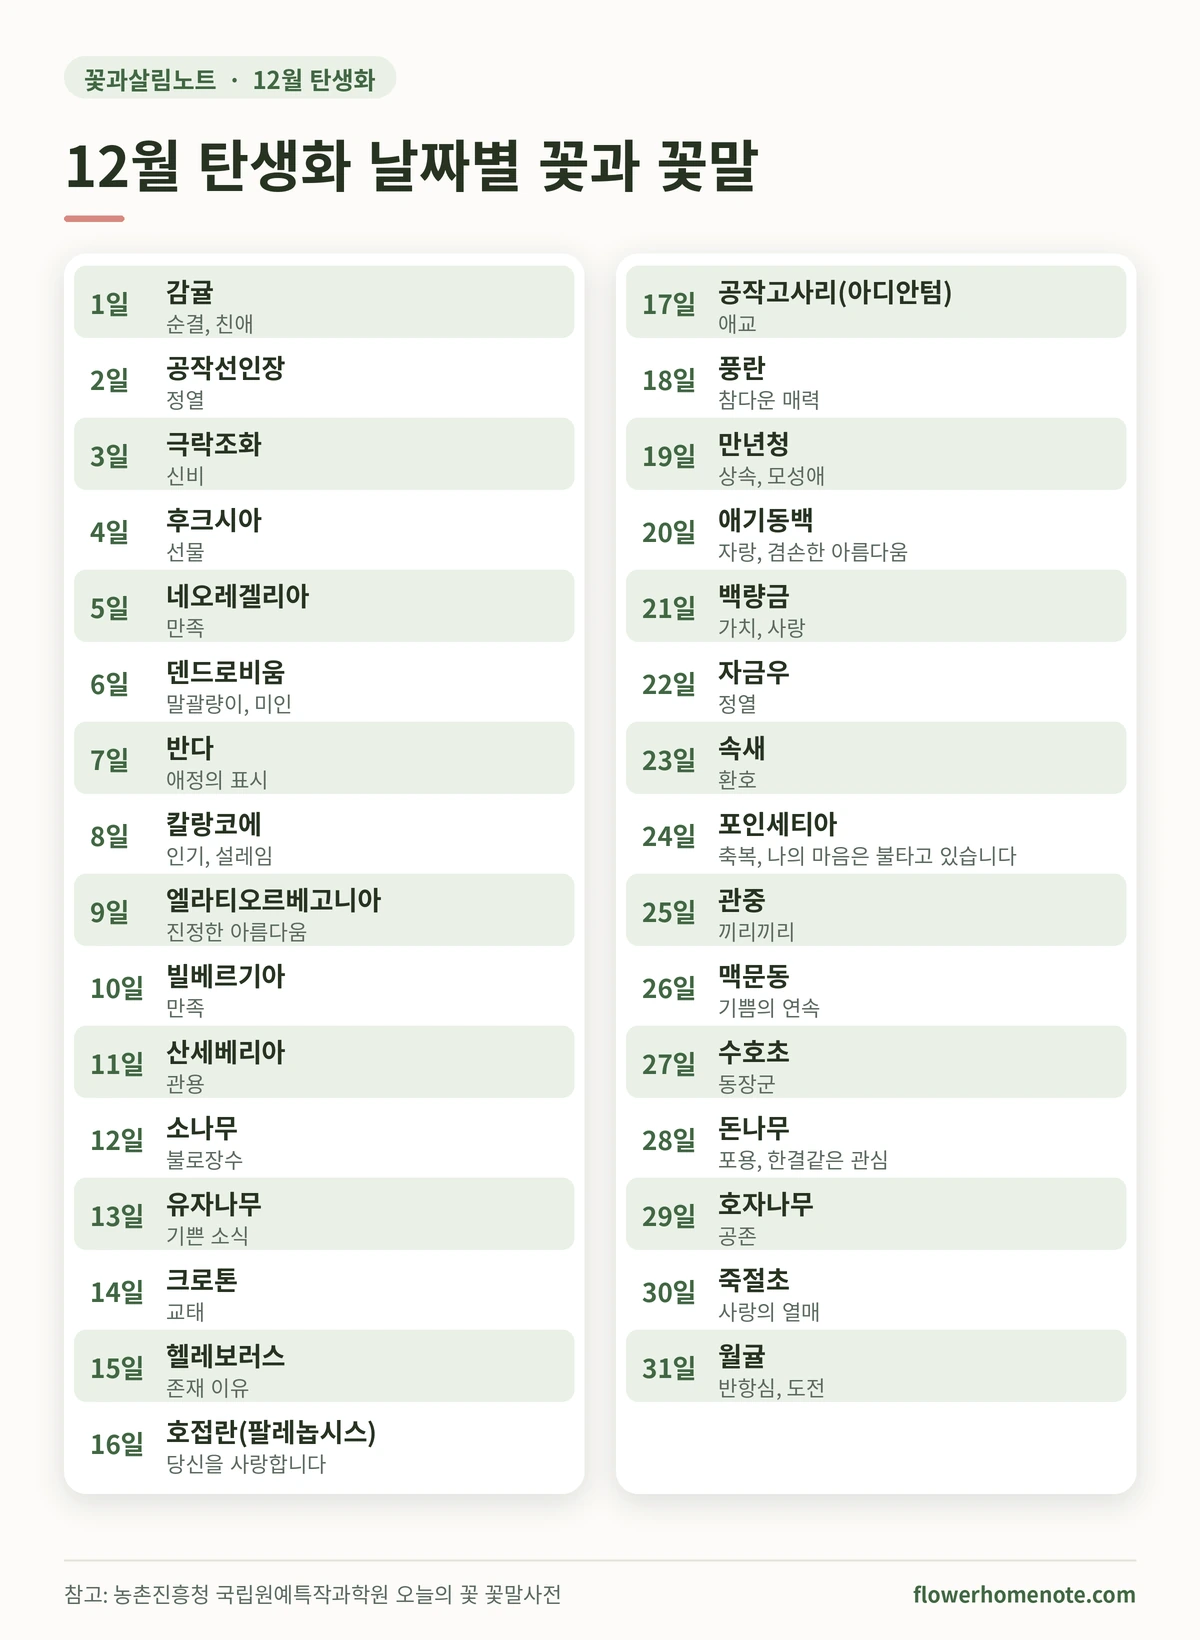 꽃과살림노트 · 12월 탄생화
12월 탄생화 날짜별 꽃과 꽃말
1일
감귤
순결, 친애
2일
공작선인장
정열
3일
극락조화
신비
4일
후크시아
선물
5일
네오레겔리아
만족
6일
덴드로비움
말괄량이, 미인
7일
반다
애정의 표시
8일
칼랑코에
인기, 설레임
9일
엘라티오르베고니아
진정한 아름다움
10일
빌베르기아
만족
11일
산세베리아
관용
12일
소나무
불로장수
13일
유자나무
기쁜 소식
14일
크로톤
교태
15일
헬레보러스
존재 이유
16일
호접란(팔레놉시스)
당신을 사랑합니다
17일
공작고사리(아디안텀)
애교
18일
풍란
참다운 매력
19일
만년청
상속, 모성애
20일
애기동백
자랑, 겸손한 아름다움
21일
백량금
가치, 사랑
22일
자금우
정열
23일
속새
환호
24일
포인세티아
축복, 나의 마음은 불타고 있습니다
25일
관중
끼리끼리
26일
맥문동
기쁨의 연속
27일
수호초
동장군
28일
돈나무
포용, 한결같은 관심
29일
호자나무
공존
30일
죽절초
사랑의 열매
31일
월귤
반항심, 도전
참고: 농촌진흥청 국립원예특작과학원 오늘의 꽃 꽃말사전
flowerhomenote.com